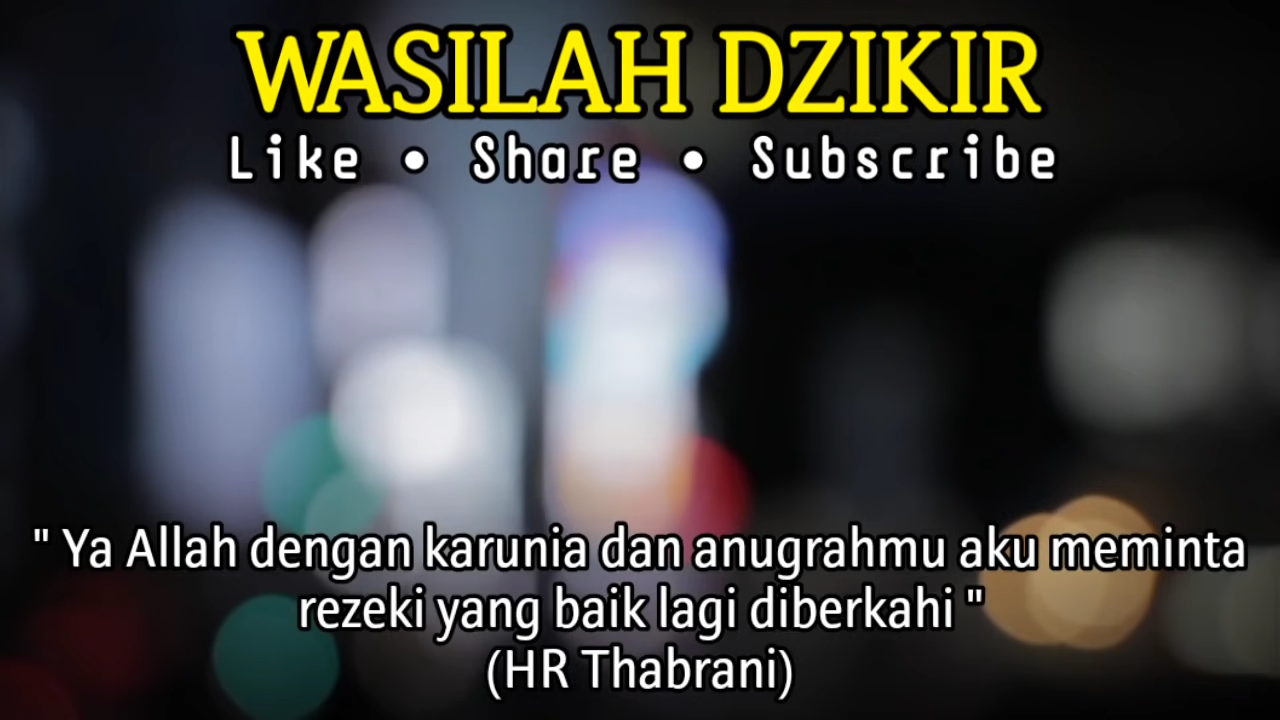 WASILAH DZIKIR
Like • Share • Subscribe
" Ya Allah dengan karunia dan anugrahmu aku meminta
rezeki yang baik lagi diberkahi "
(HR Thabrani)